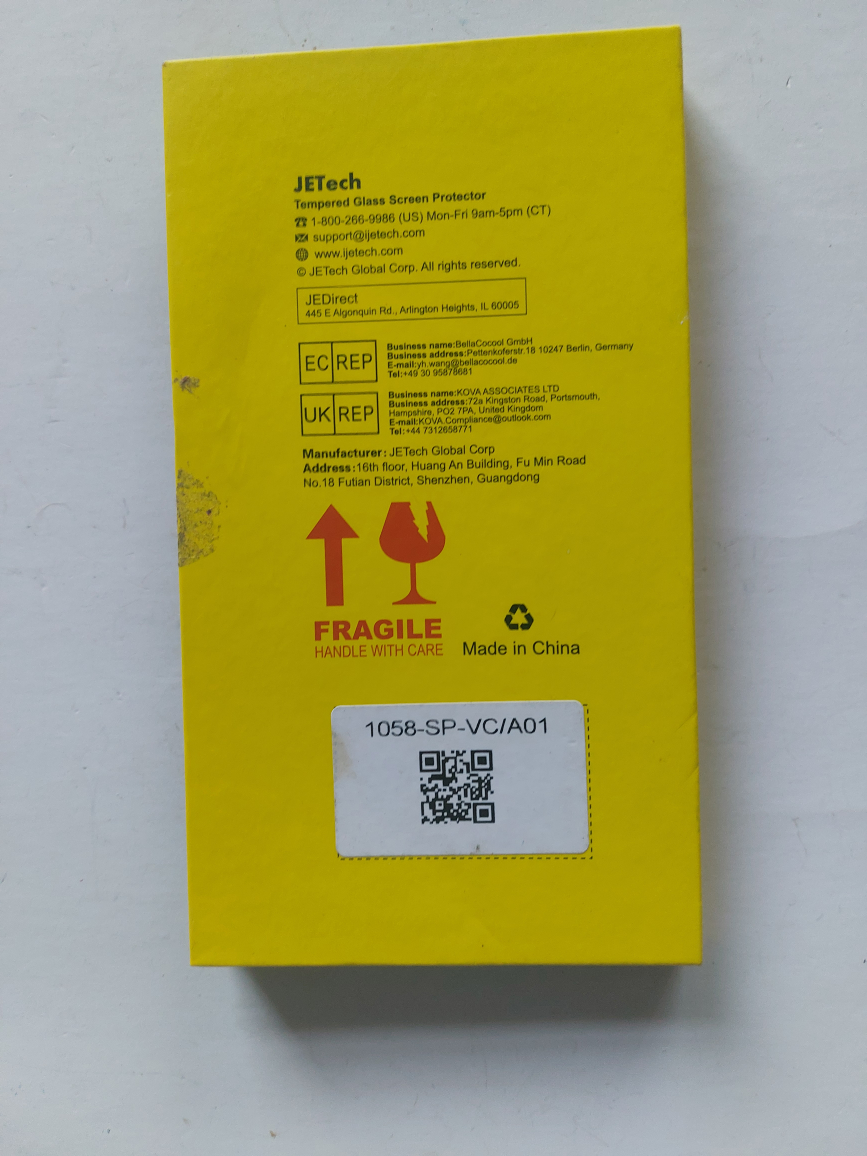 JETech
Tempered Glass Screen Protector
1-800-266-9986 (US) Mon-Fri 9am-5pm (CT)
support@ijetech.com
www.ijetech.com
© JETech Global Corp. All rights reserved.
JEDirect
445 E Algonquin Rd., Arlington Heights, IL 60005
EC REP
Business name:BellaCocool GmbH
Business address:Pettenkoferstr.18 10247 Berlin, Germany
E-mail:yh.wang@bellacocool.de
Tel:+49 30 95878681
UK REP
Business name:KOVA ASSOCIATES LTD
Business address:72a Kingston Road, Portsmouth,
Hampshire, PO2 7PA, United Kingdom
E-mail:KOVA.Compliance@outlook.com
Tel:+44 7312658771
Manufacturer: JETech Global Corp
Address:16th floor, Huang An Building, Fu Min Road
No.18 Futian District, Shenzhen, Guangdong
FRAGILE
HANDLE WITH CARE
Made in China
1058-SP-VC/A01